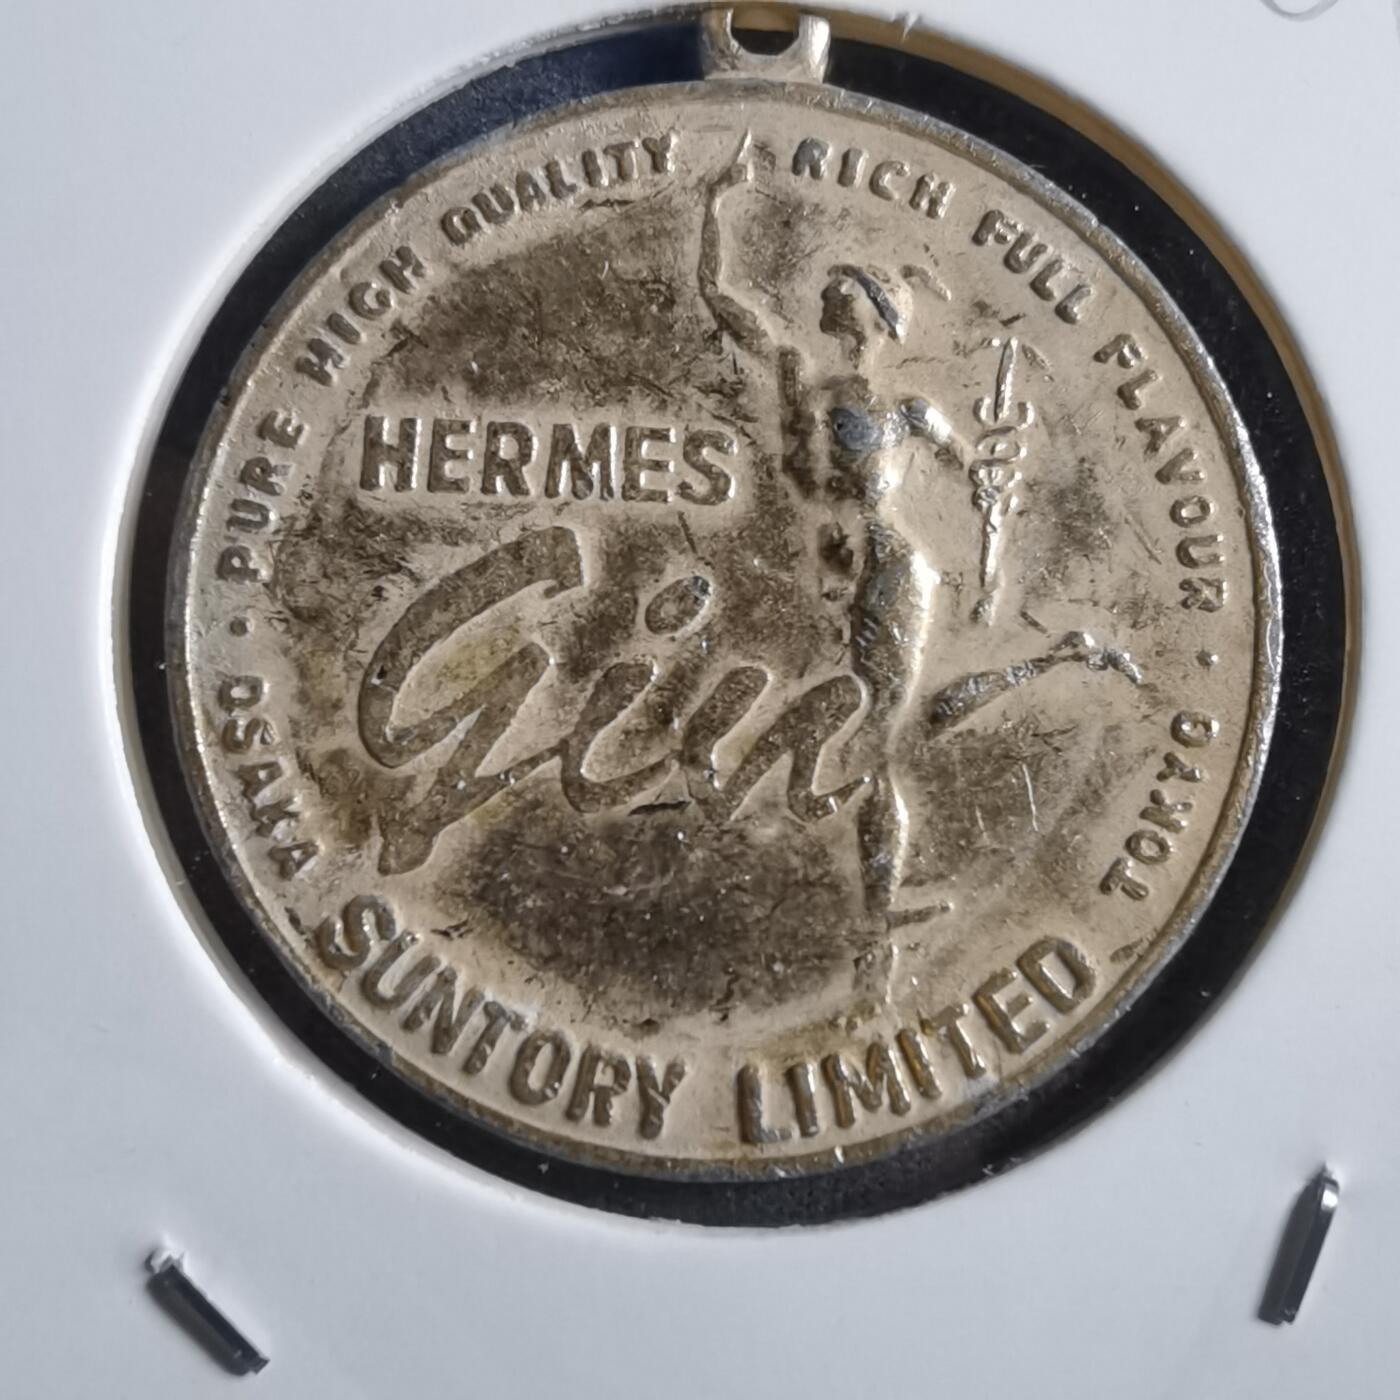 PURE HIGH QUALITY RICH FULL FLAVOUR
HERMES
Gin
OSAKA TOKYO
SUNTORY LIMITED